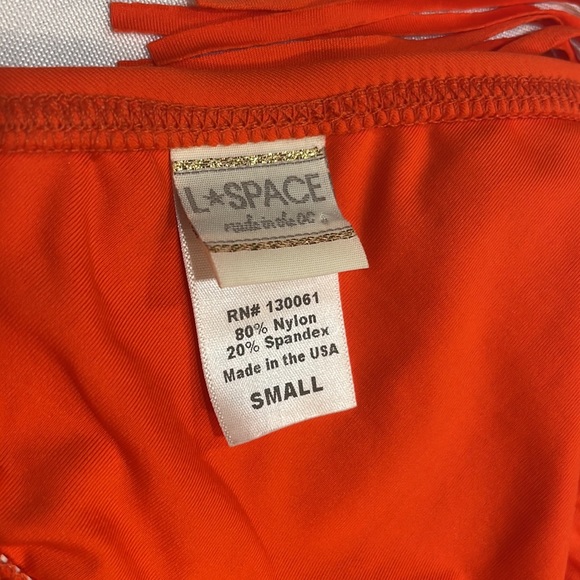 L★SPACE
made in the OC
RN# 130061
80% Nylon
20% Spandex
Made in the USA
SMALL